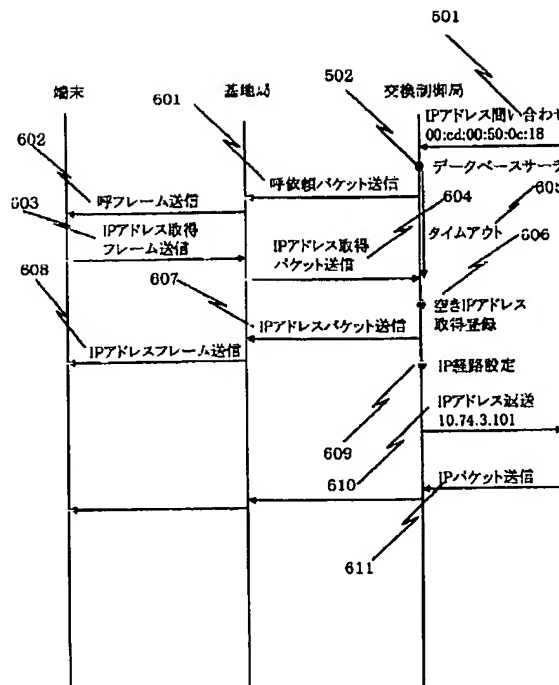 501
端末
601
基地局
502
交換制御局
602
IPアドレス問い合わせ
00:cd:00:50:0c:18
呼依頼パケット送信
データベースサーチ
603
呼フレーム送信
604
605
IPアドレス取得
フレーム送信
IPアドレス取得
パケット送信
タイムアウト
606
608
607
空きIPアドレス
取得登録
IPアドレスパケット送信
IPアドレスフレーム送信
IP経路設定
IPアドレス返送
10.74.3.101
609
610
IPパケット送信
611